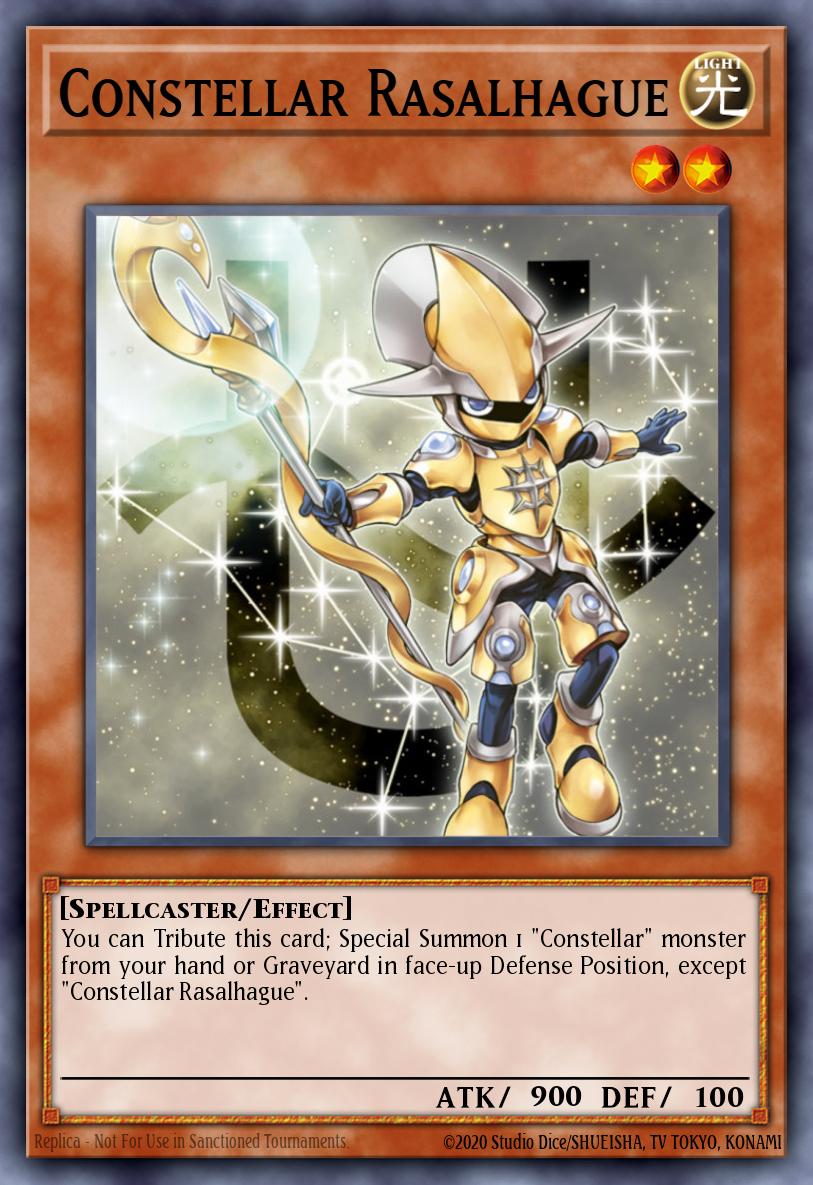 Constellar Rasalhague
LIGHT
光
[Spellcaster/Effect]
You can Tribute this card; Special Summon 1 "Constellar" monster
from your hand or Graveyard in face-up Defense Position, except
"Constellar Rasalhague".
ATK/ 900 DEF/ 100
Replica - Not For Use in Sanctioned Tournaments.
©2020 Studio Dice/SHUEISHA, TV TOKYO, KONAMI